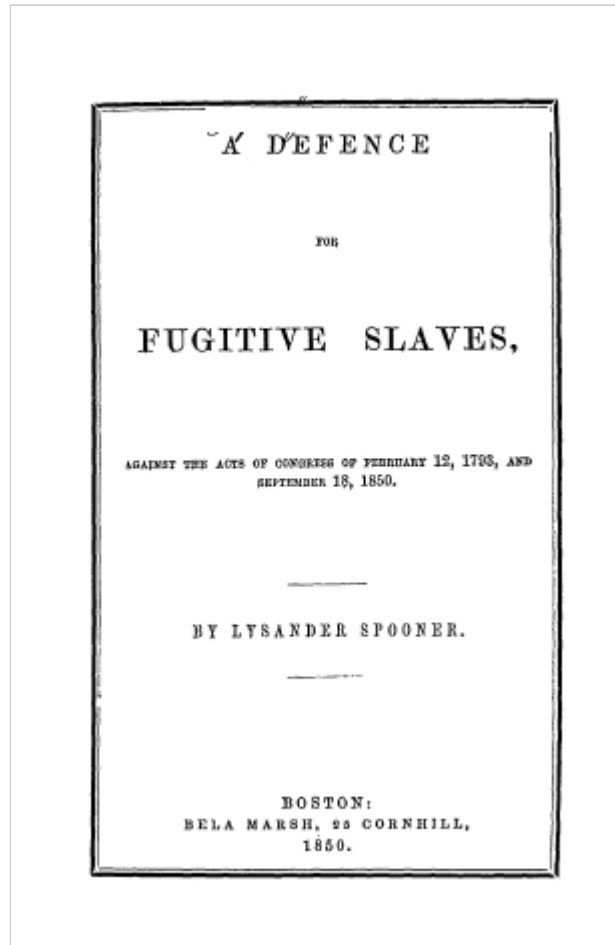 A DEFENCE
FOR
FUGITIVE SLAVES,
AGAINST THE ACTS OF CONGRESS OF FEBRUARY 12, 1793, AND
SEPTEMBER 18, 1850.
BY LYSANDER SPOONER.
BOSTON:
BELA MARSH, 25 CORNHILL,
1850.